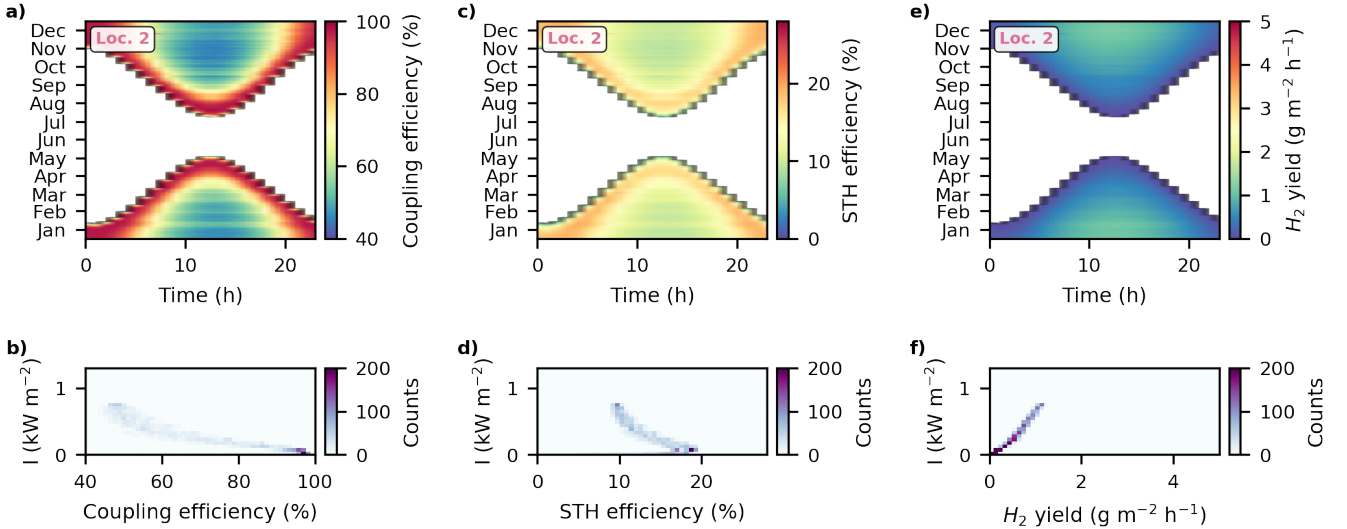 a)
Dec
Nov
Oct
Sep
Aug
Jul
Jun
May
Apr
Mar
Feb
Jan
Loc. 2
0
10
20
Time (h)
100
80
60
40
Coupling efficiency (%)
c)
Dec
Nov
Oct
Sep
Aug
Jul
Jun
May
Apr
Mar
Feb
Jan
Loc. 2
0
10
20
Time (h)
20
10
0
STH efficiency (%)
e)
Dec
Nov
Oct
Sep
Aug
Jul
Jun
May
Apr
Mar
Feb
Jan
Loc. 2
0
10
20
Time (h)
5
4
3
2
1
0
H₂ yield (g m⁻² h⁻¹)
b)
I (kW m⁻²)
1
0
40
60
80
100
Coupling efficiency (%)
200
100
0
Counts
d)
I (kW m⁻²)
1
0
0
10
20
STH efficiency (%)
200
100
0
Counts
f)
I (kW m⁻²)
1
0
0
2
4
H₂ yield (g m⁻² h⁻¹)
200
100
0
Counts